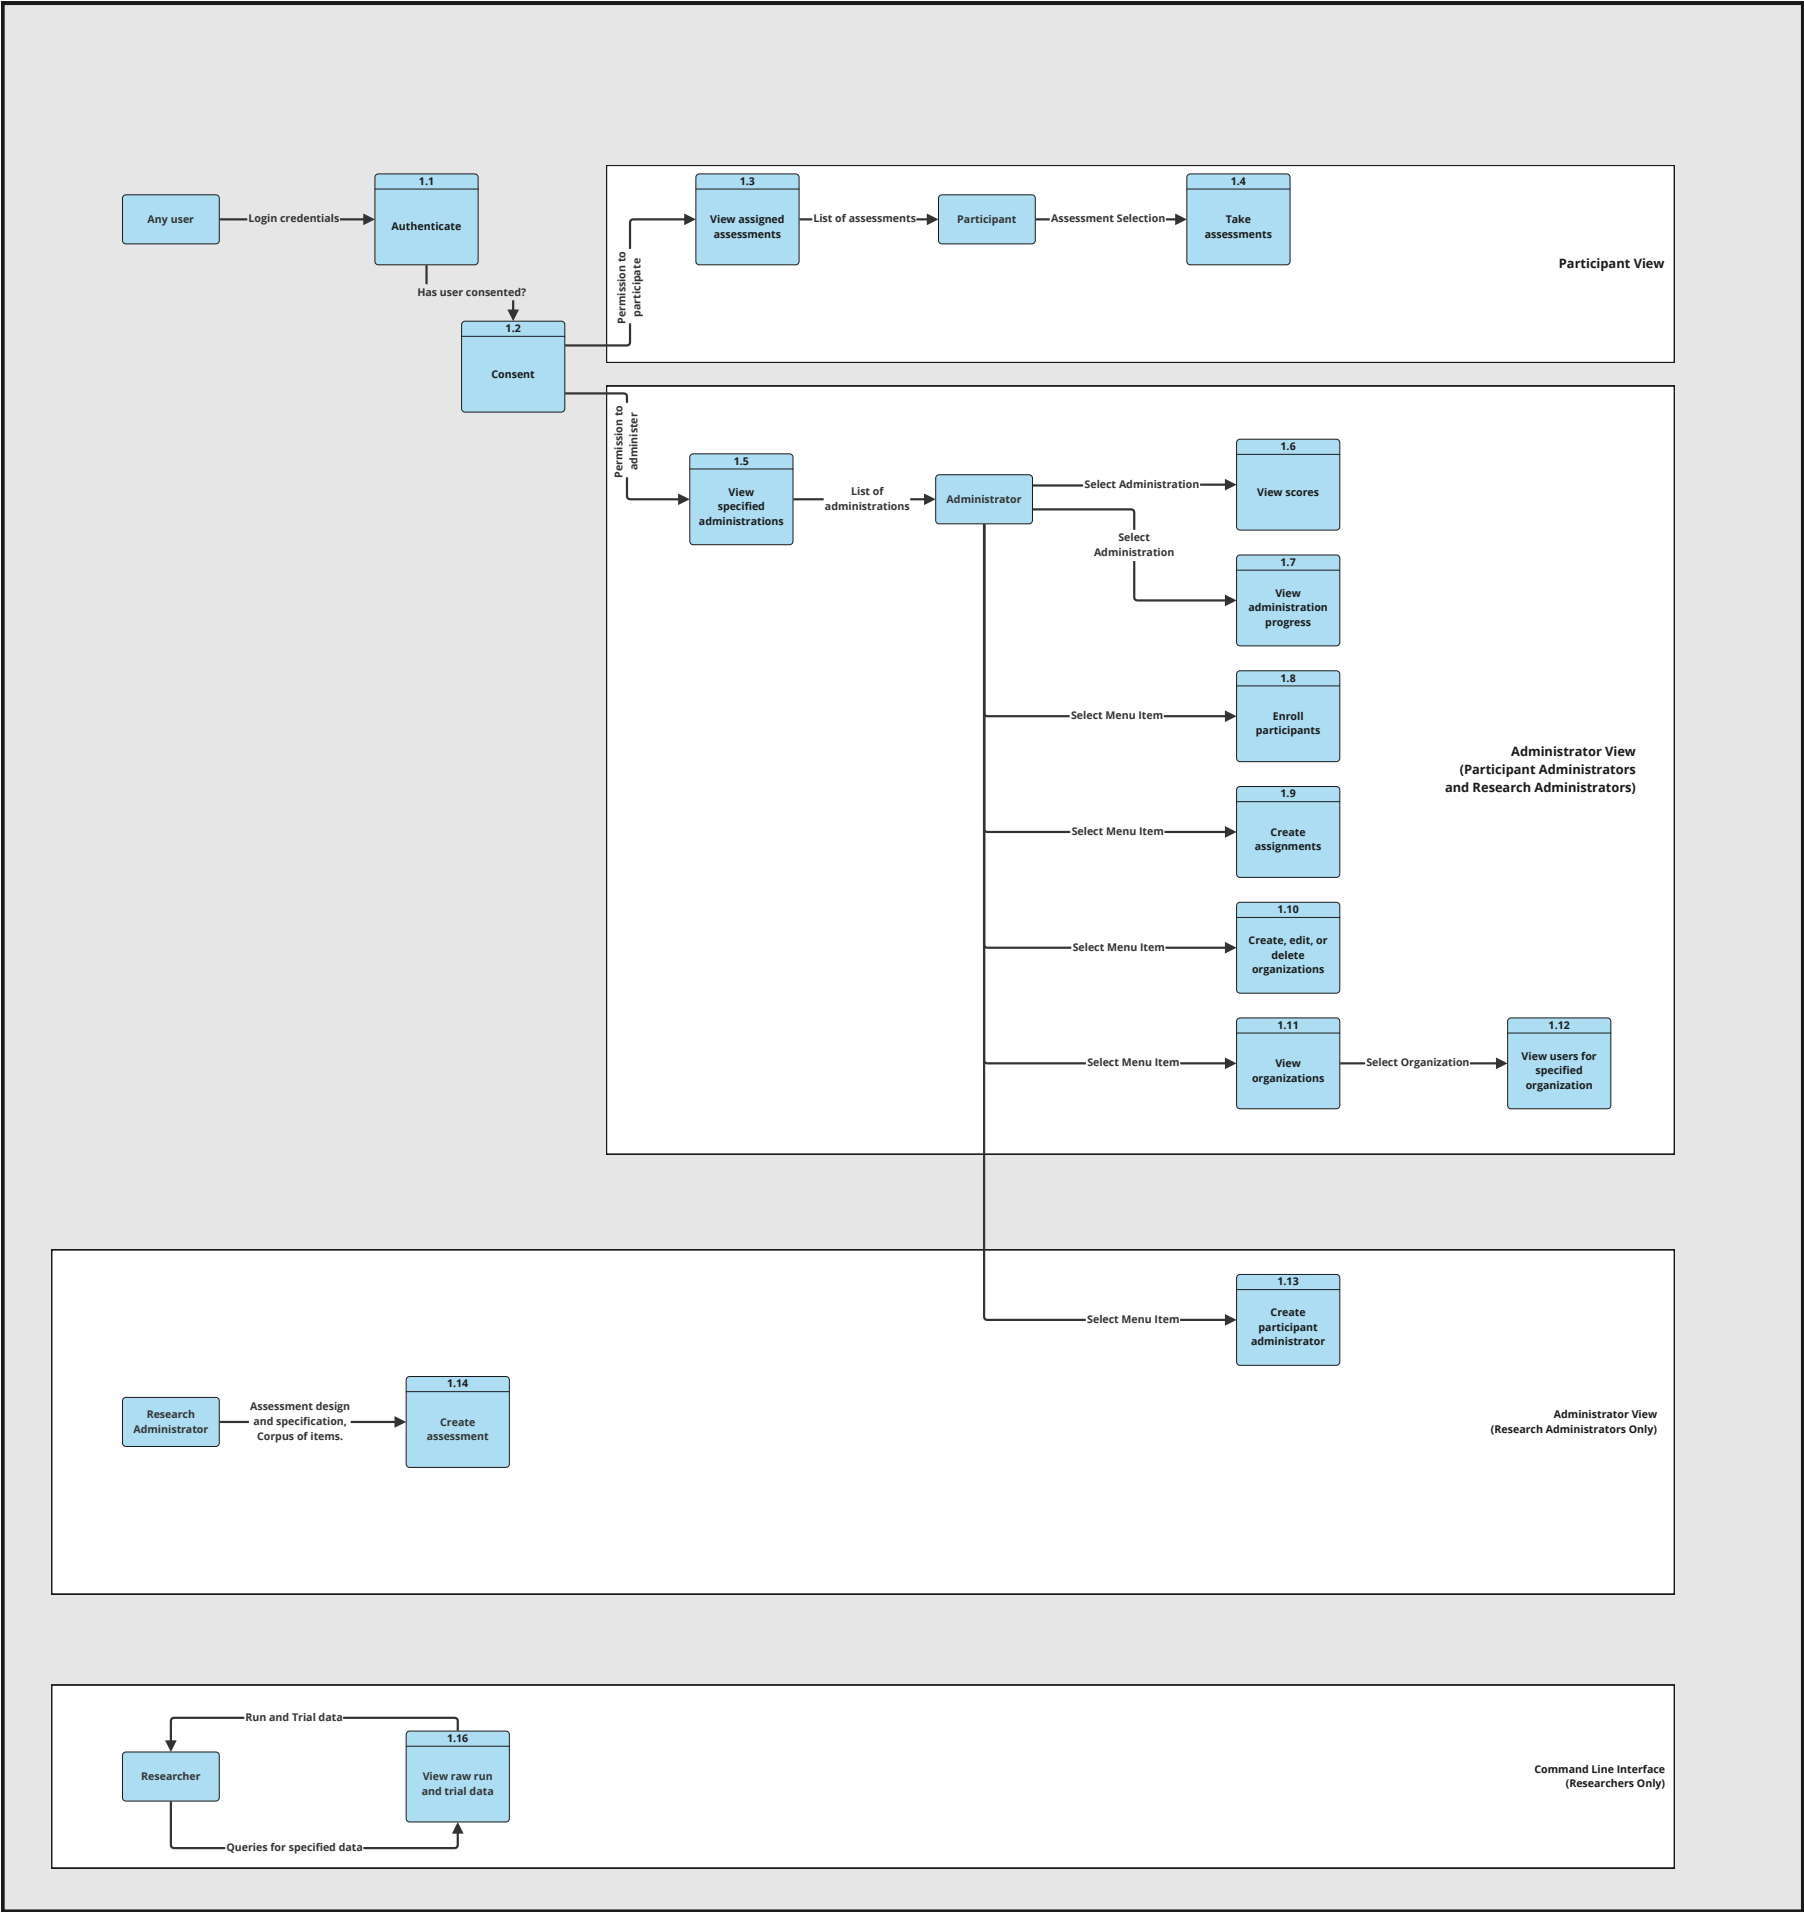 1.1
Any user
Login credentials
Authenticate
Has user consented?
1.2
Consent
Permission to
participate
1.3
View assigned
assessments
List of assessments
Participant
Assessment Selection
1.4
Take
assessments
Participant View
Permission to
administer
1.5
View
specified
administrations
List of
administrations
Administrator
Select Administration
1.6
View scores
Select
Administration
1.7
View
administration
progress
Select Menu Item
1.8
Enroll
participants
Administrator View
(Participant Administrators
and Research Administrators)
Select Menu Item
1.9
Create
assignments
Select Menu Item
1.10
Create, edit, or
delete
organizations
Select Menu Item
1.11
View
organizations
Select Organization
1.12
View users for
specified
organization
Select Menu Item
1.13
Create
participant
administrator
Research
Administrator
Assessment design
and specification,
Corpus of items.
1.14
Create
assessment
Administrator View
(Research Administrators Only)
Run and Trial data
Researcher
1.16
View raw run
and trial data
Queries for specified data
Command Line Interface
(Researchers Only)